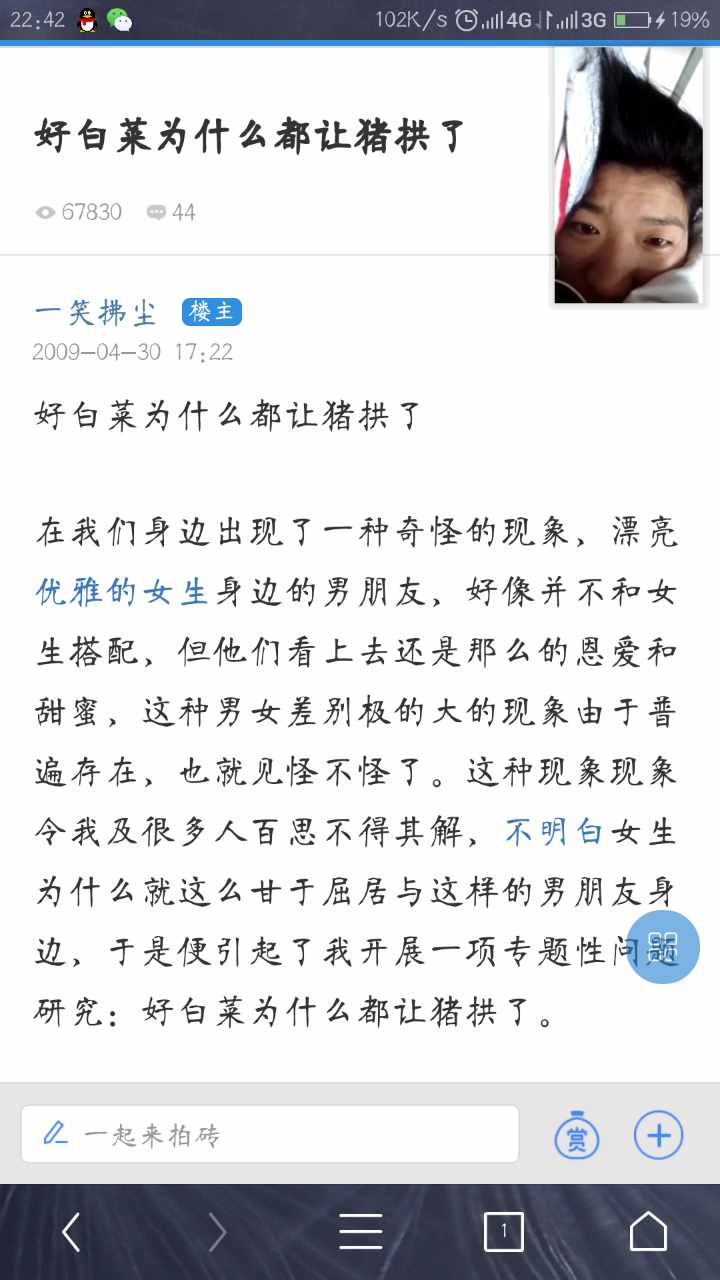 22:42 102K/s 4G 3G 19%
好白菜为什么都让猪拱了
67830 44
一笑拂尘 楼主
2009-04-30 17:22
好白菜为什么都让猪拱了
在我们身边出现了一种奇怪的现象，漂亮
优雅的女生身边的男朋友，好像并不和女
生搭配，但他们看上去还是那么的恩爱和
甜蜜，这种男女差别极的大的现象由于普
遍存在，也就见怪不怪了。这种现象现象
令我及很多人百思不得其解，不明白女生
为什么就这么甘于屈居与这样的男朋友身
边，于是便引起了我开展一项专题性问题
研究：好白菜为什么都让猪拱了。
一起来拍砖 赏
1